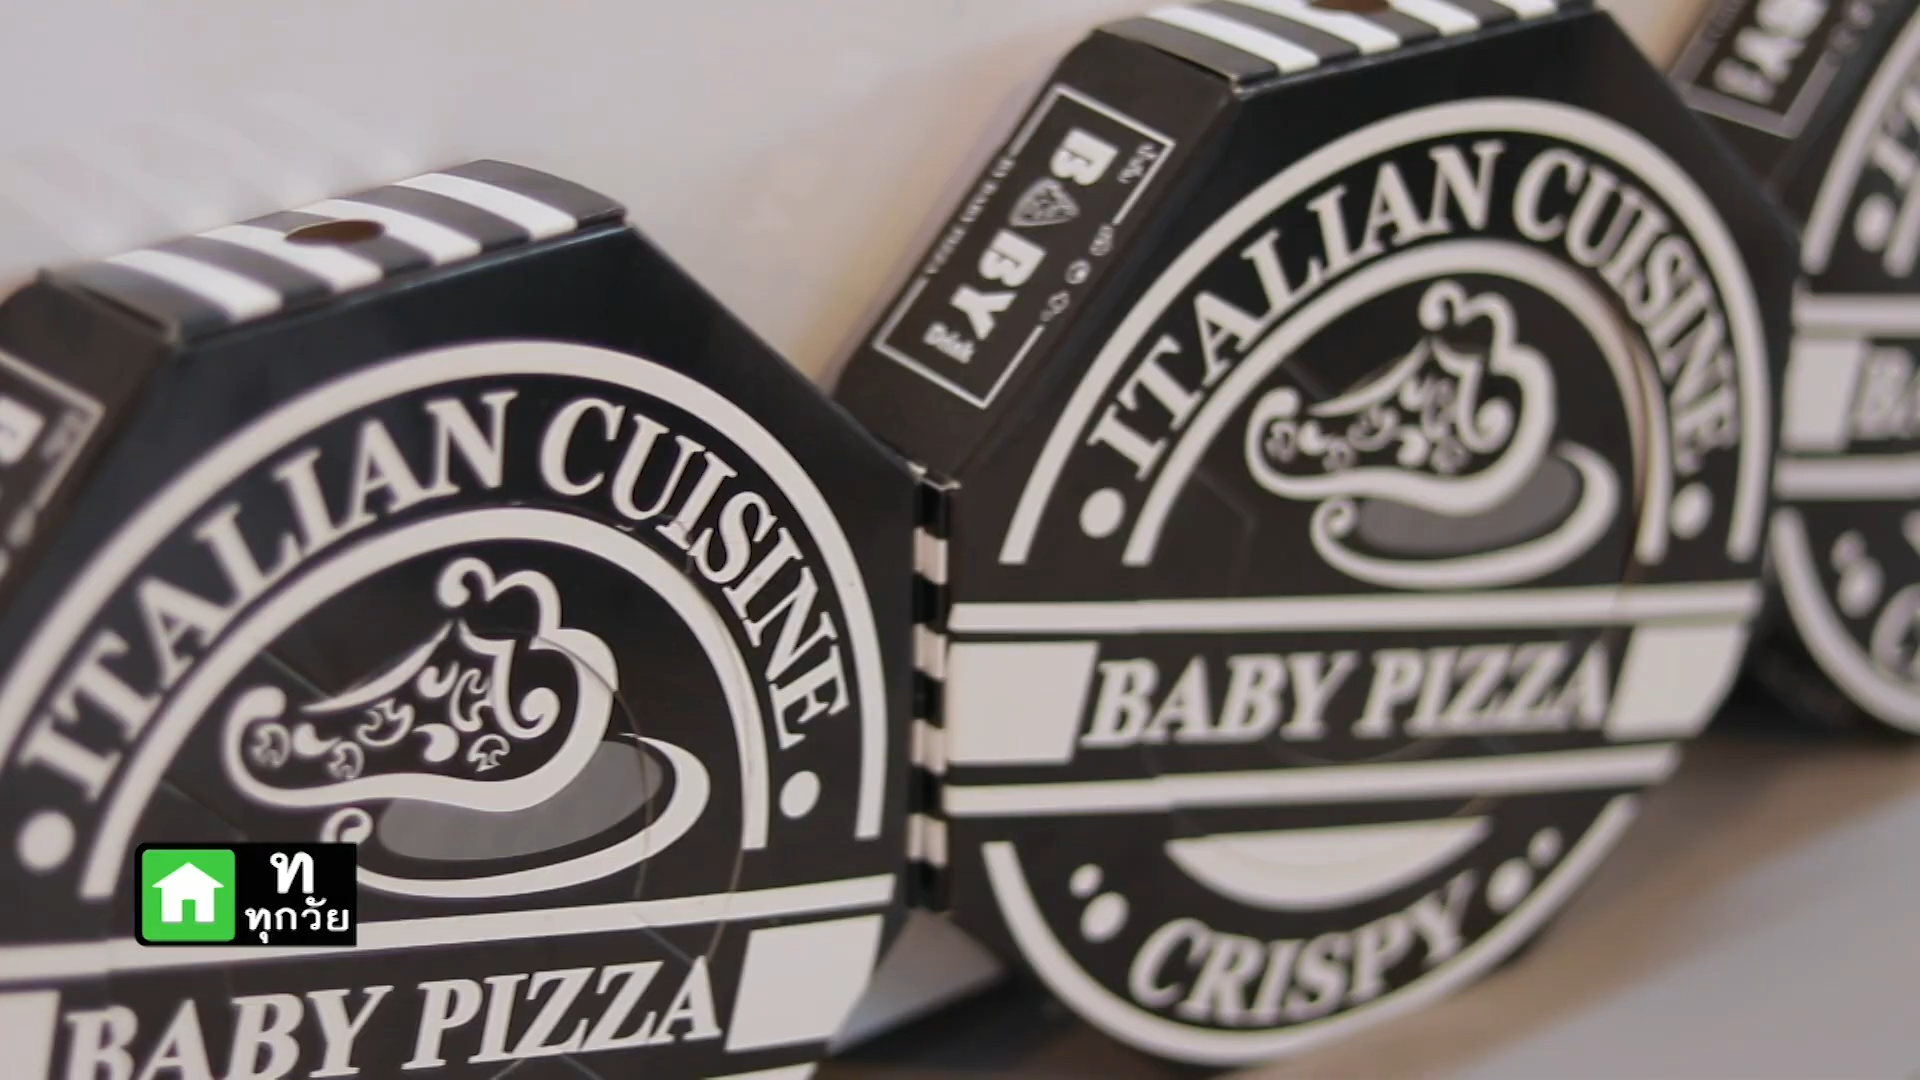 ITALIAN CUISINE
BABY PIZZA
BABY
ITALIAN CUISINE
BABY PIZZA
CRISPY
ท
ทุกวัย